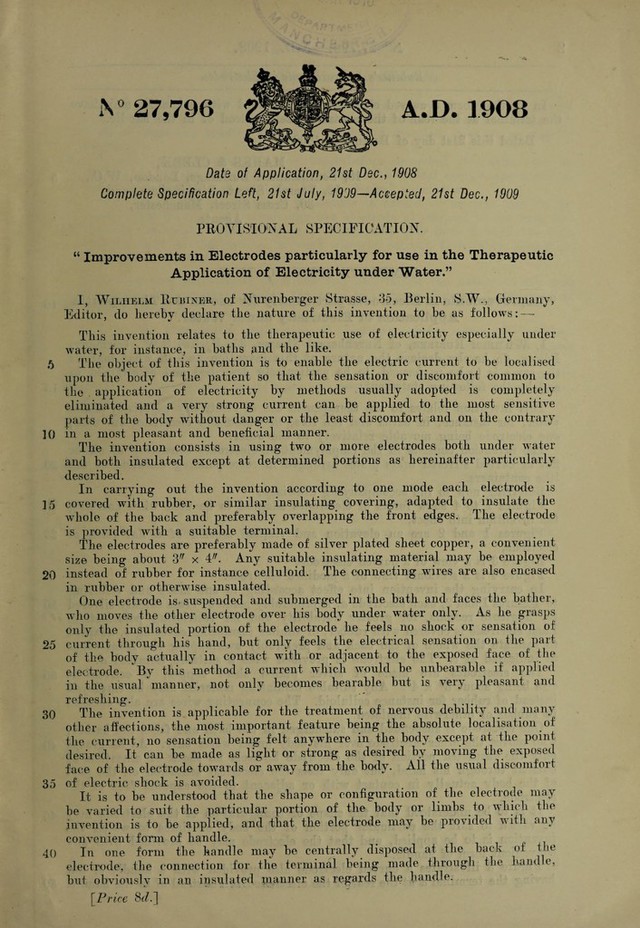 DEPARTMENT
MANCHESTER
Nº 27,796 A.D. 1908
Date of Application, 21st Dec., 1908
Complete Specification Left, 21st July, 1909—Accepted, 21st Dec., 1909
PROVISIONAL SPECIFICATION.
“ Improvements in Electrodes particularly for use in the Therapeutic
Application of Electricity under Water.”
I, WILHELM RUBINER, of Nurenberger Strasse, 35, Berlin, S.W., Germany,
Editor, do hereby declare the nature of this invention to be as follows:—
This invention relates to the therapeutic use of electricity especially under
water, for instance, in baths and the like.
5 The object of this invention is to enable the electric current to be localised
upon the body of the patient so that the sensation or discomfort common to
the application of electricity by methods usually adopted is completely
eliminated and a very strong current can be applied to the most sensitive
parts of the body without danger or the least discomfort and on the contrary
10 in a most pleasant and beneficial manner.
The invention consists in using two or more electrodes both under water
and both insulated except at determined portions as hereinafter particularly
described.
In carrying out the invention according to one mode each electrode is
15 covered with rubber, or similar insulating covering, adapted to insulate the
whole of the back and preferably overlapping the front edges. The electrode
is provided with a suitable terminal.
The electrodes are preferably made of silver plated sheet copper, a convenient
size being about 3" x 4". Any suitable insulating material may be employed
20 instead of rubber for instance celluloid. The connecting wires are also encased
in rubber or otherwise insulated.
One electrode is suspended and submerged in the bath and faces the bather,
who moves the other electrode over his body under water only. As he grasps
only the insulated portion of the electrode he feels no shock or sensation of
25 current through his hand, but only feels the electrical sensation on the part
of the body actually in contact with or adjacent to the exposed face of the
electrode. By this method a current which would be unbearable if applied
in the usual manner, not only becomes bearable but is very pleasant and
refreshing.
30 The invention is applicable for the treatment of nervous debility and many
other affections, the most important feature being the absolute localisation of
the current, no sensation being felt anywhere in the body except at the point
desired. It can be made as light or strong as desired by moving the exposed
face of the electrode towards or away from the body. All the usual discomfort
35 of electric shock is avoided.
It is to be understood that the shape or configuration of the electrode may
be varied to suit the particular portion of the body or limbs to which the
invention is to be applied, and that the electrode may be provided with any
convenient form of handle.
40 In one form the handle may be centrally disposed at the back of the
electrode, the connection for the terminal being made through the handle,
but obviously in an insulated manner as regards the handle.
[Price 8d.]